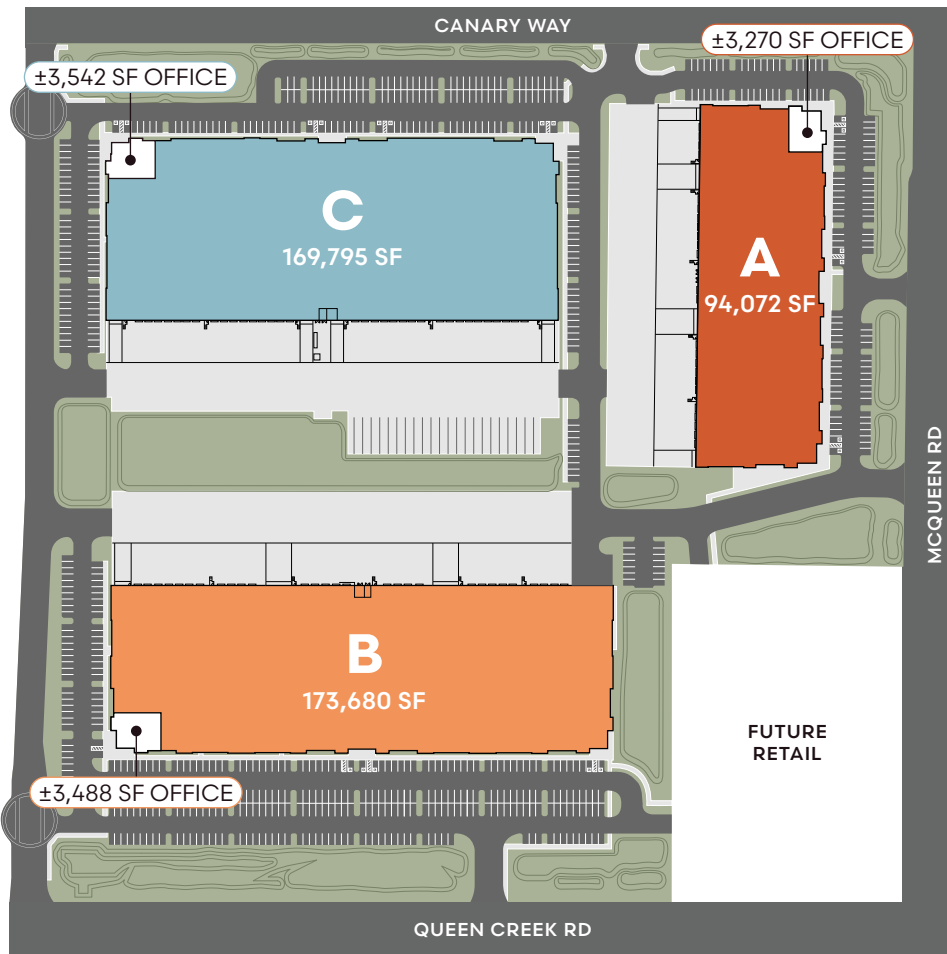 CANARY WAY
±3,270 SF OFFICE
±3,542 SF OFFICE
C
169,795 SF
A
94,072 SF
MCQUEEN RD
B
173,680 SF
FUTURE
RETAIL
±3,488 SF OFFICE
QUEEN CREEK RD